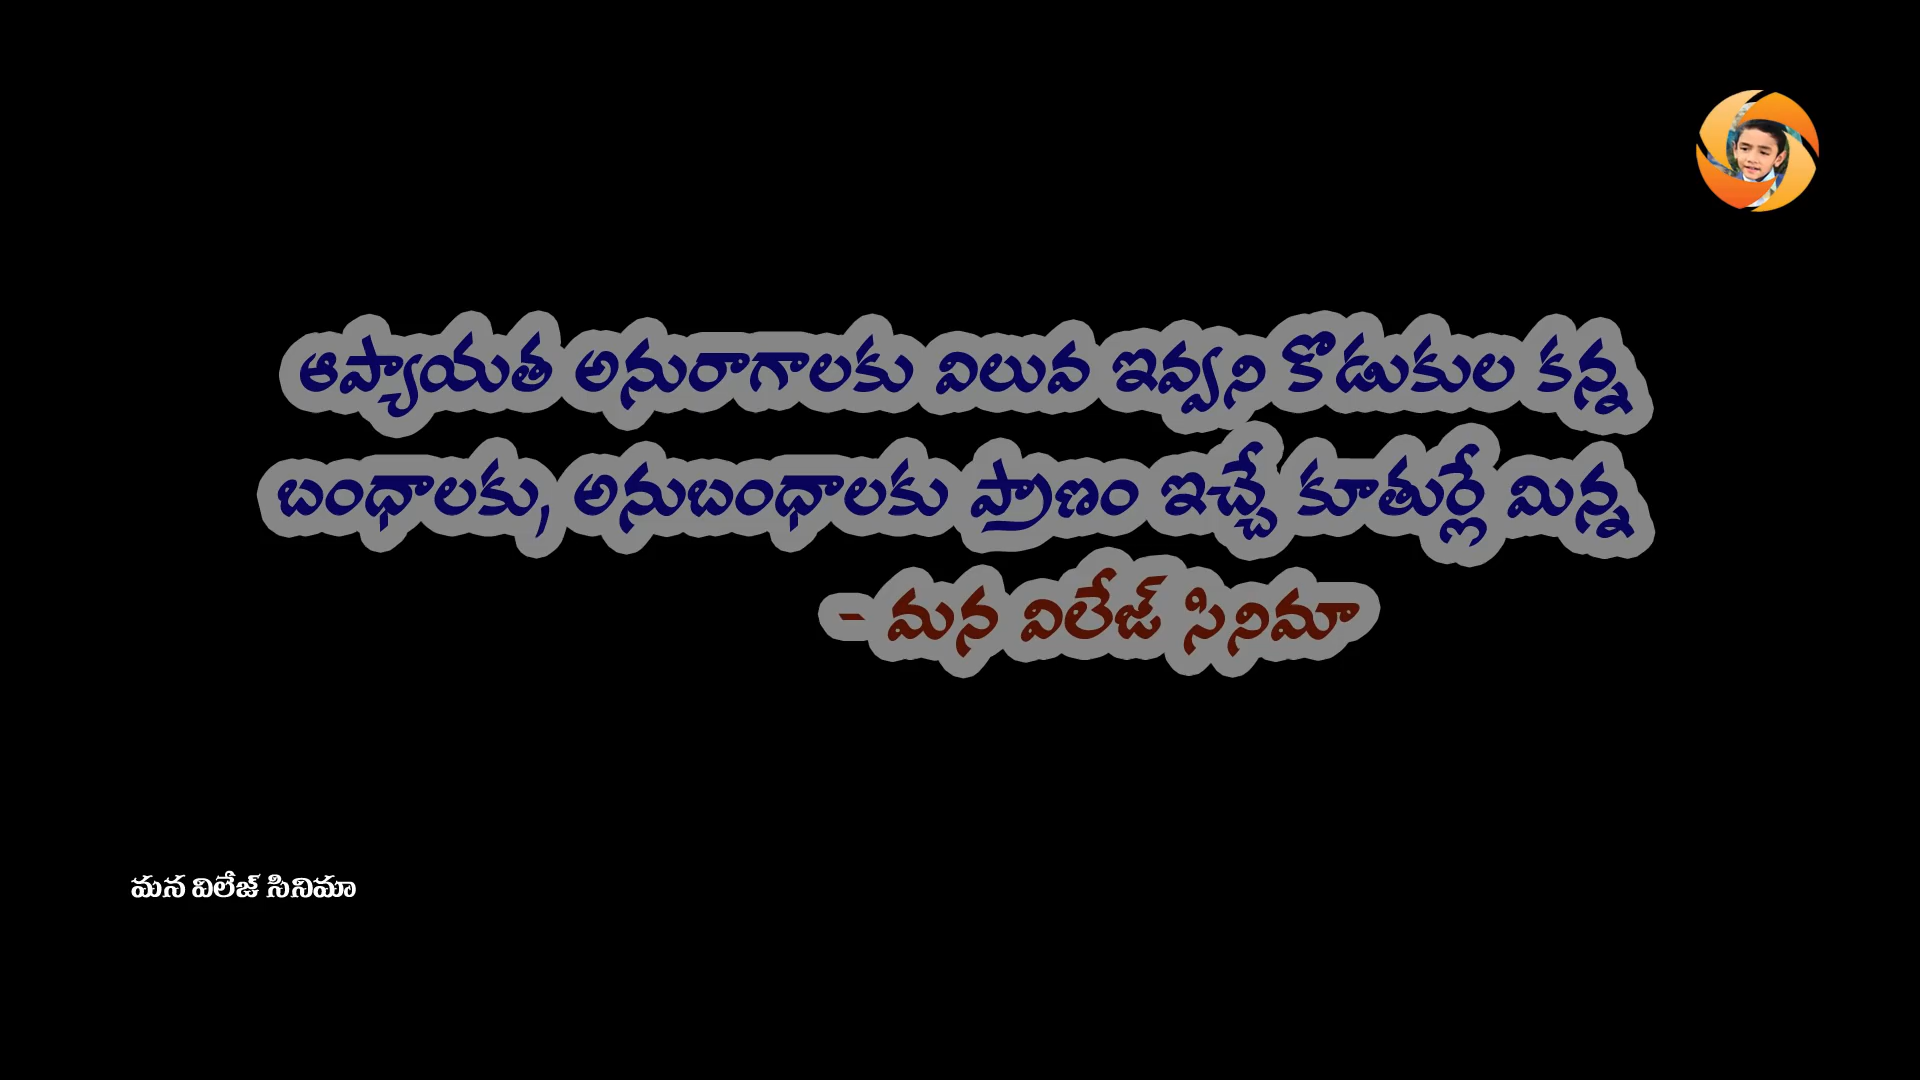 ఆప్యాయత అనురాగాలకు విలువ ఇవ్వని కొడుకుల కన్న
బంధాలకు, అనుబంధాలకు ప్రాణం ఇచ్చే కూతుర్లే మిన్న
- మన విలేజ్ సినిమా
మన విలేజ్ సినిమా